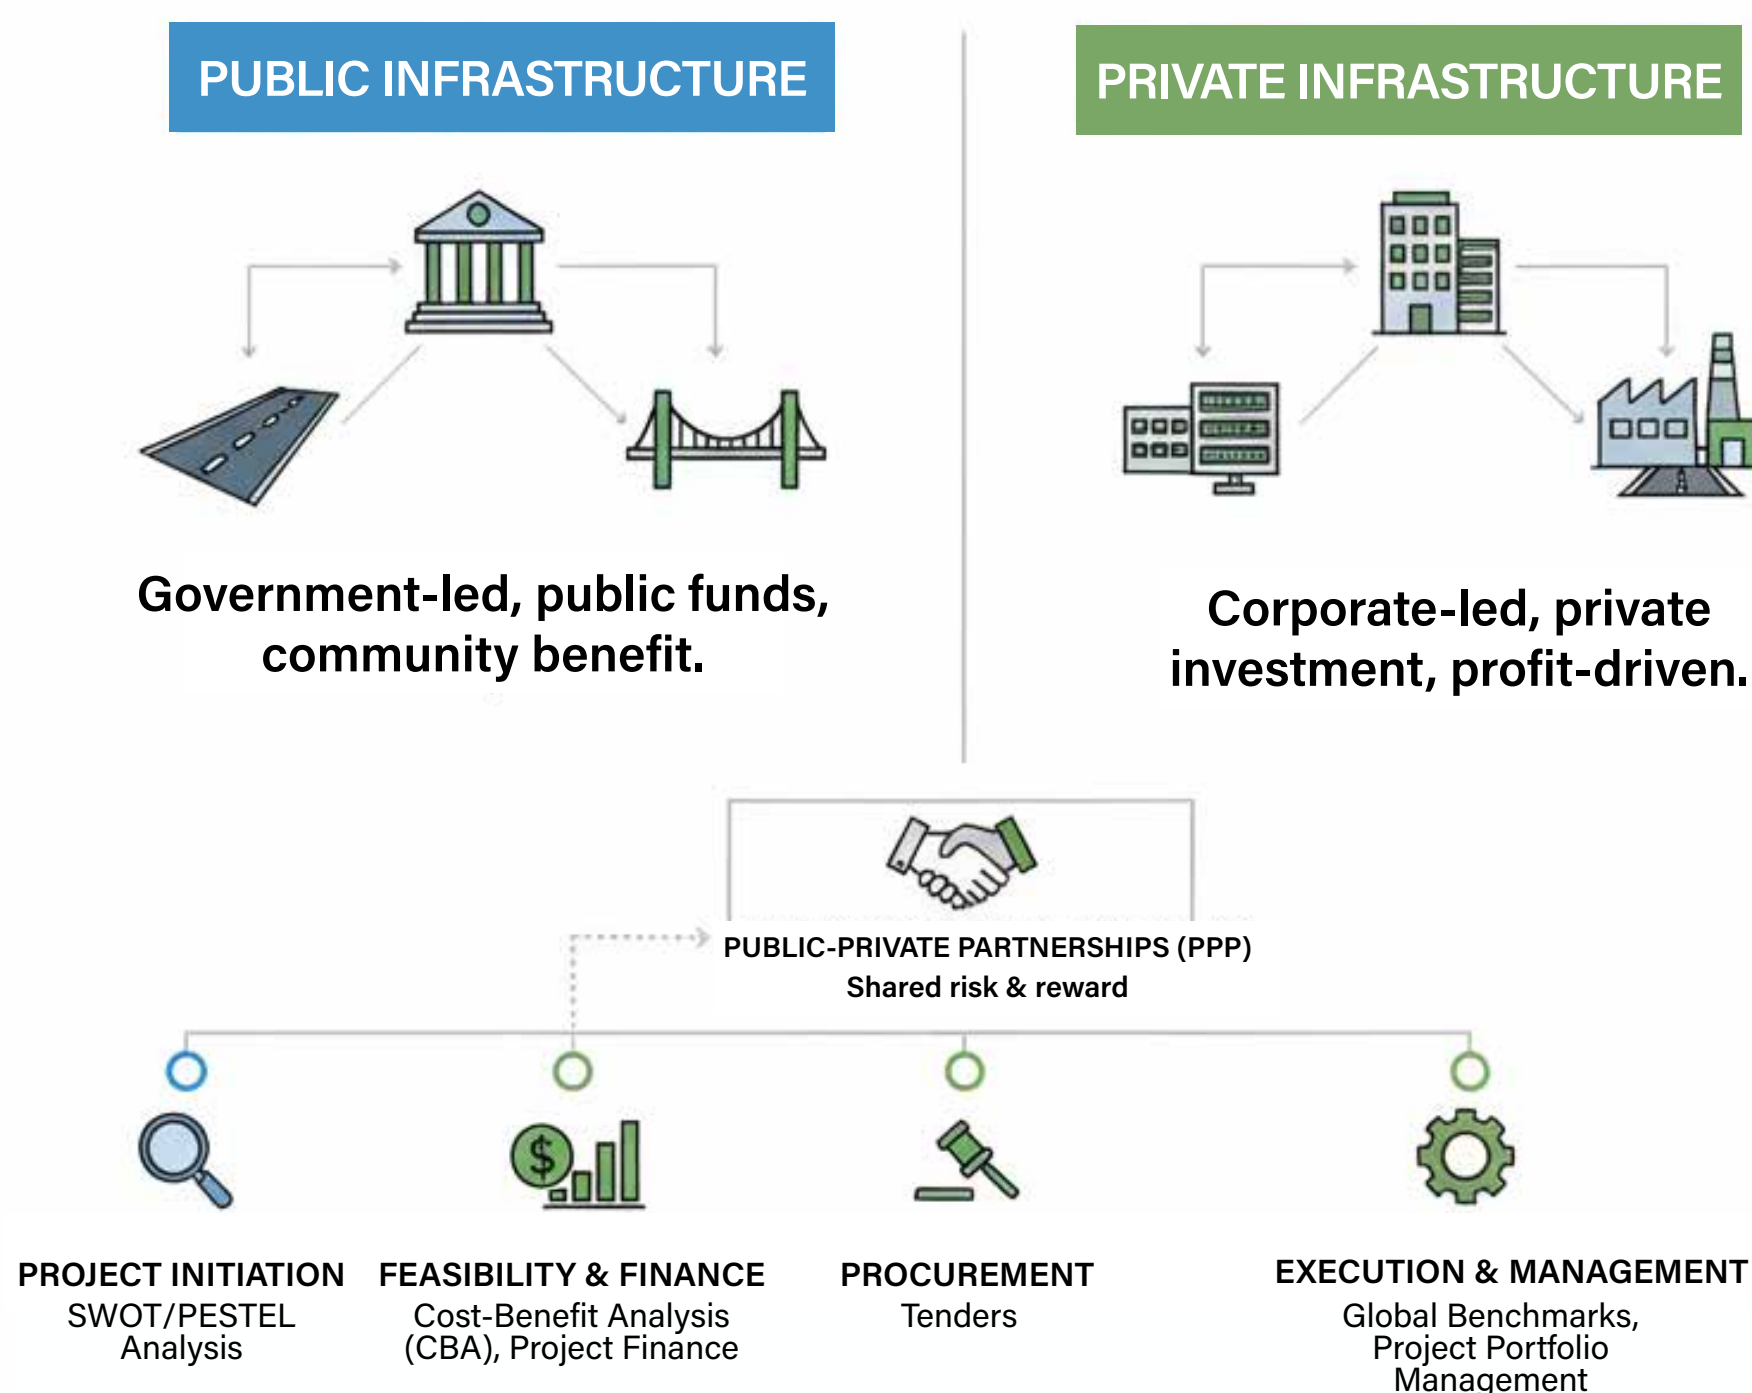 PUBLIC INFRASTRUCTURE
Government-led, public funds,
community benefit.
PRIVATE INFRASTRUCTURE
Corporate-led, private
investment, profit-driven.
PUBLIC-PRIVATE PARTNERSHIPS (PPP)
Shared risk & reward
$
PROJECT INITIATION
SWOT/PESTEL
Analysis
FEASIBILITY & FINANCE
Cost-Benefit Analysis
(CBA), Project Finance
PROCUREMENT
Tenders
EXECUTION & MANAGEMENT
Global Benchmarks,
Project Portfolio
Management